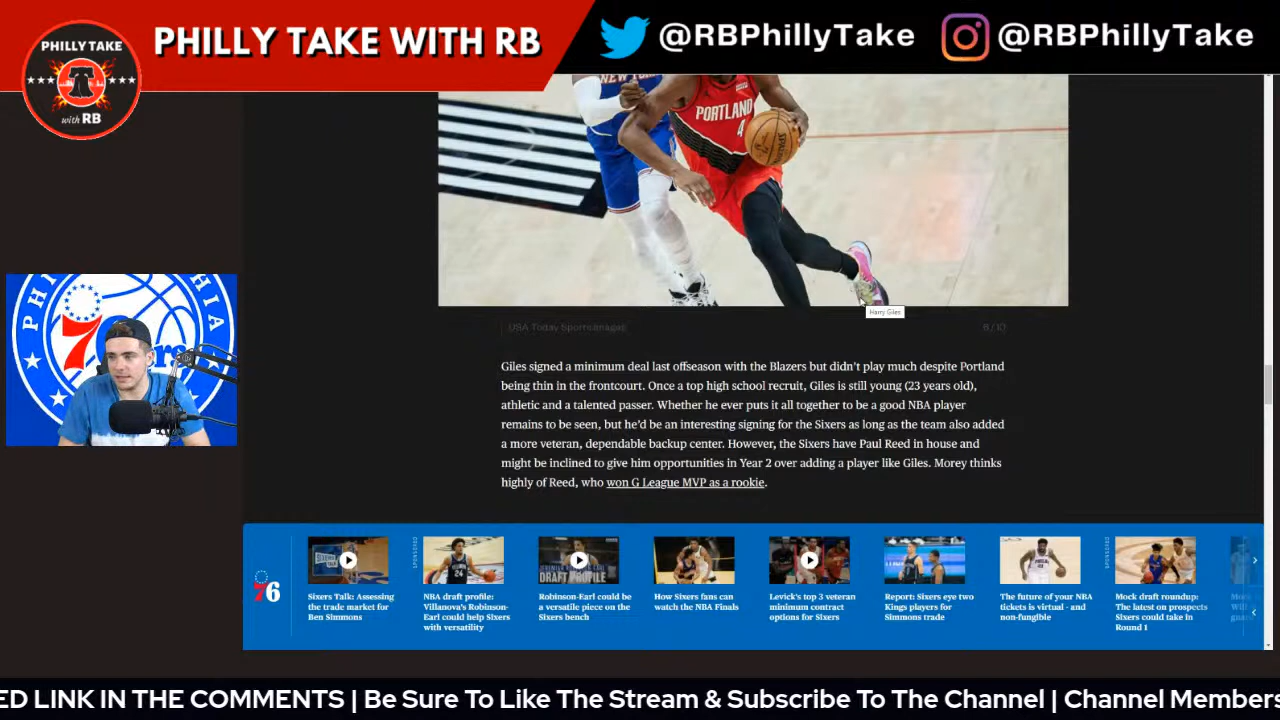 PHILLY TAKE
with RB
PHILLY TAKE WITH RB
@RBPhillyTake
@RBPhillyTake
NEW YORK
PORTLAND
4
Harry Giles
USA Today Sports Images
6 / 10
Giles signed a minimum deal last offseason with the Blazers but didn't play much despite Portland
being thin in the frontcourt. Once a top high school recruit, Giles is still young (23 years old),
athletic and a talented passer. Whether he ever puts it all together to be a good NBA player
remains to be seen, but he'd be an interesting signing for the Sixers as long as the team also added
a more veteran, dependable backup center. However, the Sixers have Paul Reed in house and
might be inclined to give him opportunities in Year 2 over adding a player like Giles. Morey thinks
highly of Reed, who won G League MVP as a rookie.
76
Sixers Talk: Assessing
the trade market for
Ben Simmons
SPONSORED
NBA draft profile:
Villanova's Robinson-
Earl could help Sixers
with versatility
DRAFT PROFILE
Robinson-Earl could be
a versatile piece on the
Sixers bench
How Sixers fans can
watch the NBA Finals
Levick's top 3 veteran
minimum contract
options for Sixers
Report: Sixers eye two
Kings players for
Simmons trade
The future of your NBA
tickets is virtual - and
non-fungible
SPONSORED
Mock draft roundup:
The latest on prospects
Sixers could take in
Round 1
ED LINK IN THE COMMENTS | Be Sure To Like The Stream & Subscribe To The Channel | Channel Members